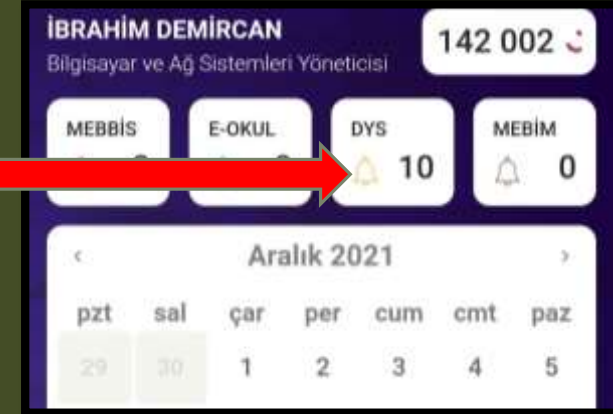 İBRAHİM DEMİRCAN
Bilgisayar ve Ağ Sistemleri Yöneticisi
142 002
MEBBİS E-OKUL DYS MEBİM
10 0
‹ Aralık 2021 ›
pzt sal çar per cum cmt paz
29 30 1 2 3 4 5